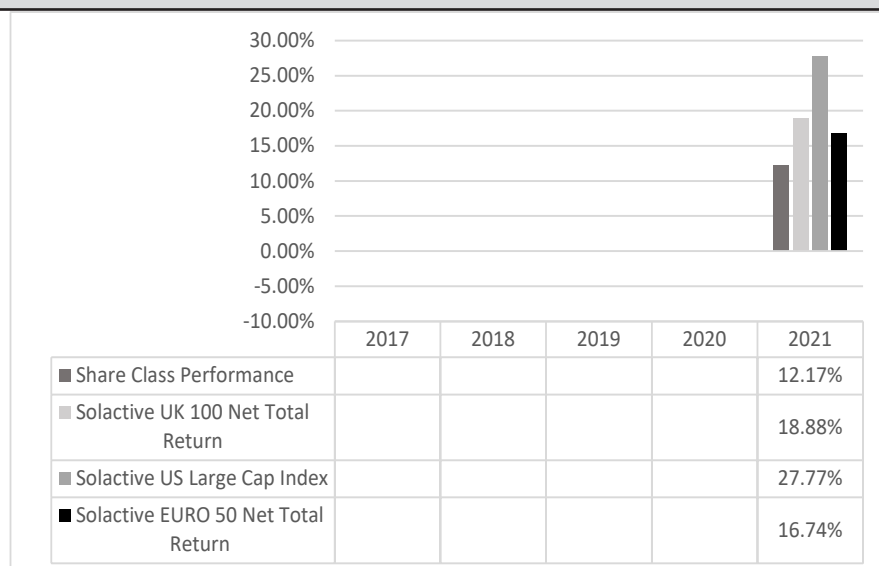 30.00%
25.00%
20.00%
15.00%
10.00%
5.00%
0.00%
-5.00%
-10.00%
2017 2018 2019 2020 2021
Share Class Performance 12.17%
Solactive UK 100 Net Total
Return
18.88%
Solactive US Large Cap Index 27.77%
Solactive EURO 50 Net Total
Return
16.74%